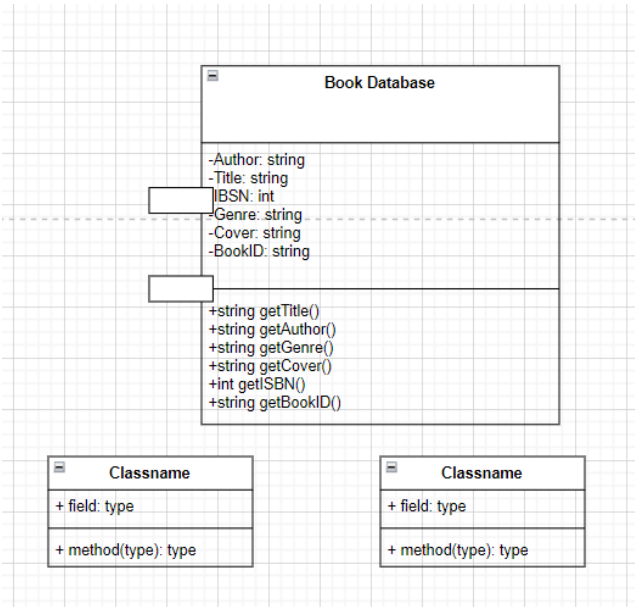 Book Database
-Author: string
-Title: string
IBSN: int
-Genre: string
-Cover: string
-BookID: string
+string getTitle()
+string getAuthor()
+string getGenre()
+string getCover()
+int getISBN()
+string getBookID()
Classname
+ field: type
+ method(type): type
Classname
+ field: type
+ method(type): type